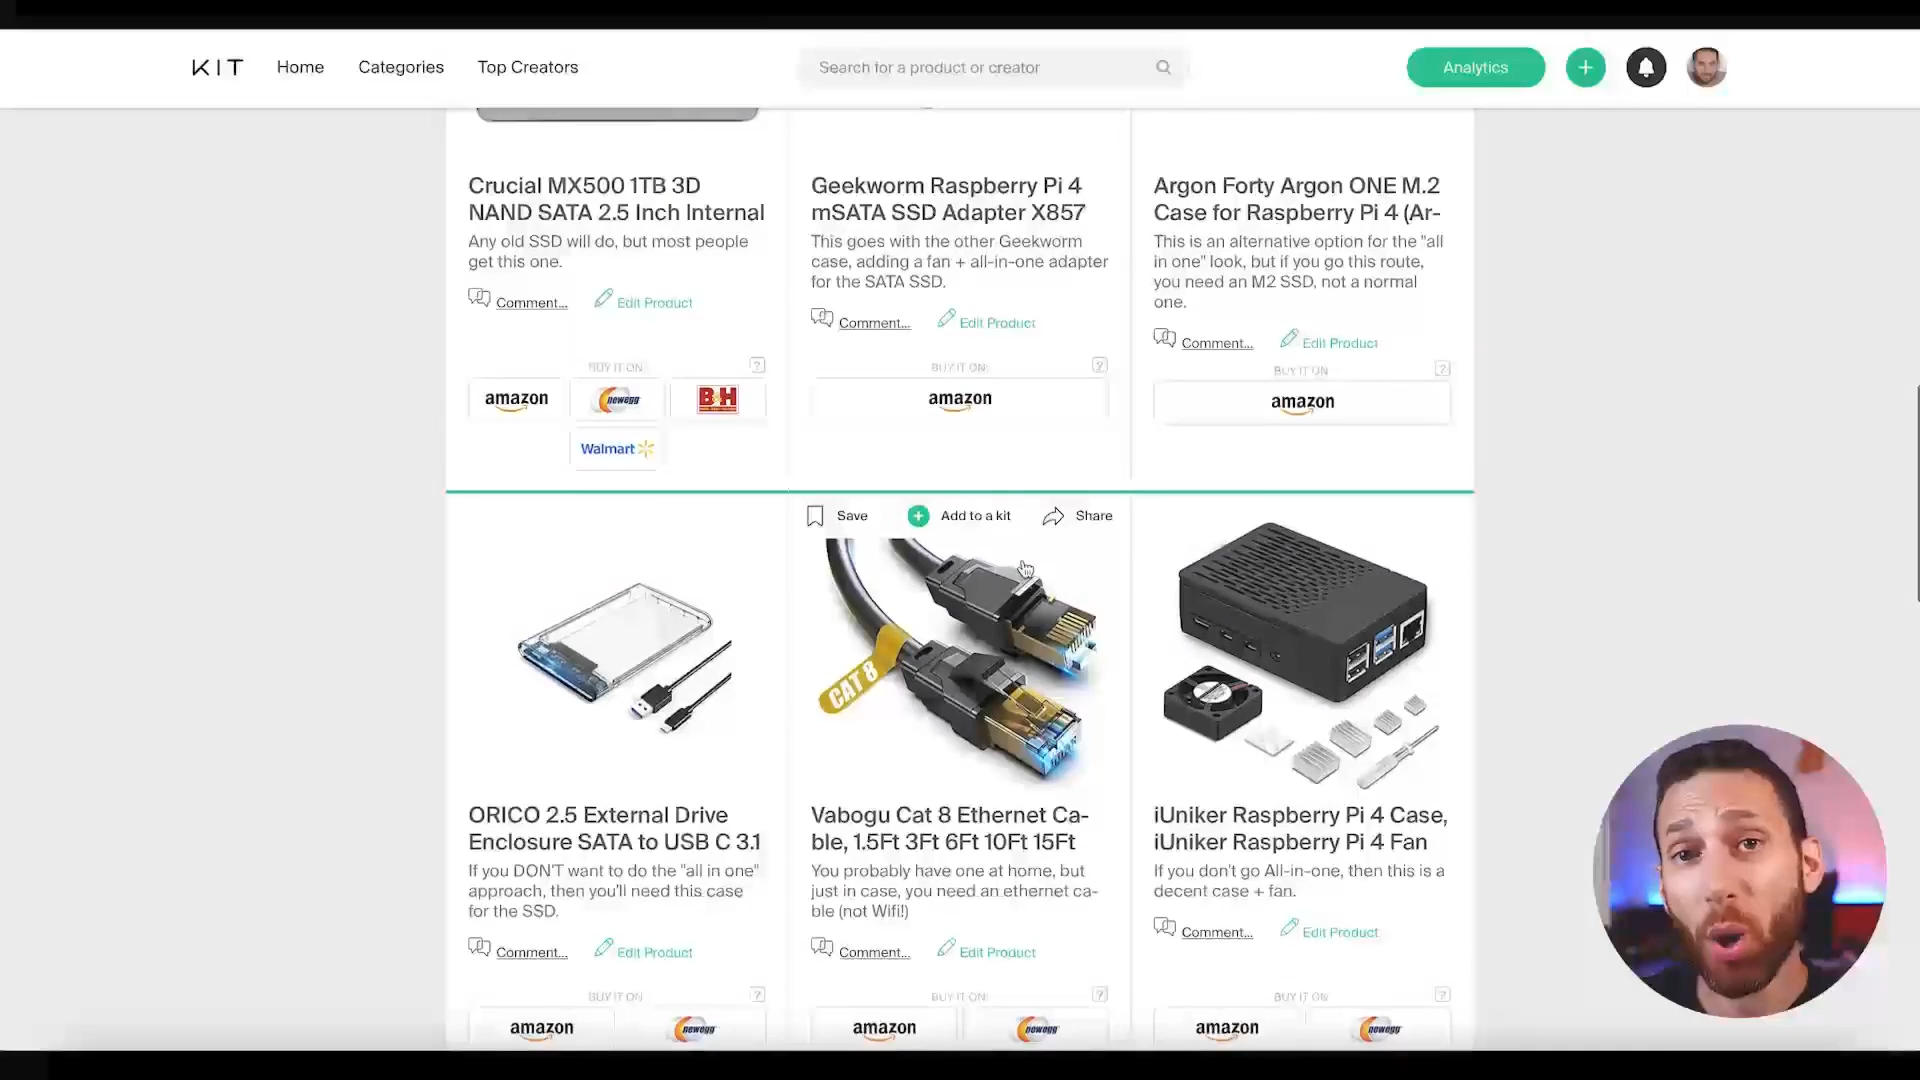 KIT Home Categories Top Creators Search for a product or creator Analytics
Crucial MX500 1TB 3D
NAND SATA 2.5 Inch Internal
Any old SSD will do, but most people
get this one.
Comment... Edit Product
BUY IT ON:
amazon newegg B&H
Walmart
Geekworm Raspberry Pi 4
mSATA SSD Adapter X857
This goes with the other Geekworm
case, adding a fan + all-in-one adapter
for the SATA SSD.
Comment... Edit Product
BUY IT ON:
amazon
Argon Forty Argon ONE M.2
Case for Raspberry Pi 4 (Ar-
This is an alternative option for the "all
in one" look, but if you go this route,
you need an M2 SSD, not a normal
one.
Comment... Edit Product
BUY IT ON
amazon
Save Add to a kit Share
CAT 8
ORICO 2.5 External Drive
Enclosure SATA to USB C 3.1
If you DON'T want to do the "all in one"
approach, then you'll need this case
for the SSD.
Comment... Edit Product
BUY IT ON:
amazon newegg
Vabogu Cat 8 Ethernet Ca-
ble, 1.5Ft 3Ft 6Ft 10Ft 15Ft
You probably have one at home, but
just in case, you need an ethernet ca-
ble (not Wifi!)
Comment... Edit Product
BUY IT ON:
amazon newegg
iUniker Raspberry Pi 4 Case,
iUniker Raspberry Pi 4 Fan
If you don't go All-in-one, then this is a
decent case + fan.
Comment... Edit Product
BUY IT ON
amazon newegg